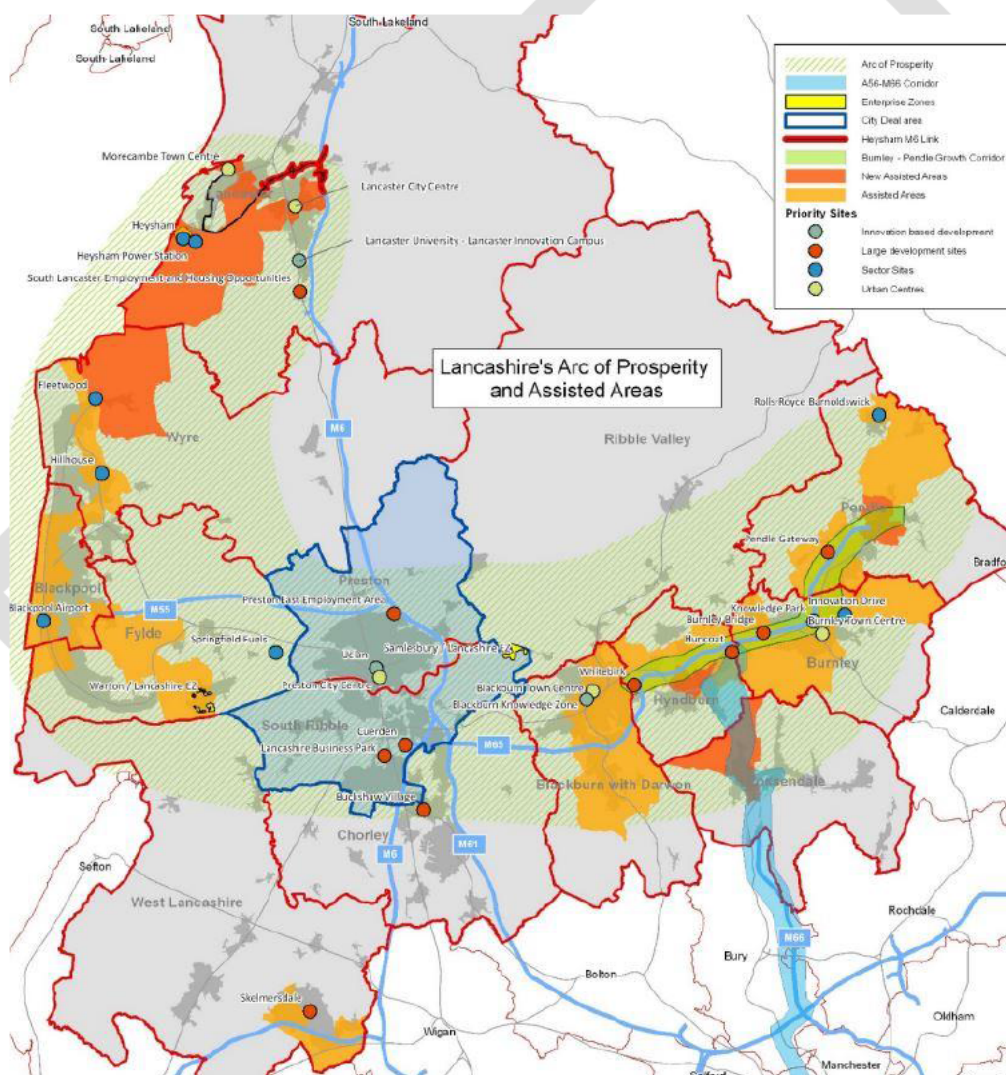 South Lakeland
South Lakeland
South Lakeland
Arc of Prosperity
A56-M66 Corridor
Enterprise Zones
City Deal area
Heysham M6 Link
Burnley - Pendle Growth Corridor
New Assisted Areas
Assisted Areas
Priority Sites
Innovation based development
Large development sites
Sector Sites
Urban Centres
Morecambe Town Centre
Lancaster City Centre
Heysham
Lancaster University - Lancaster Innovation Campus
Heysham Power Station
South Lancaster Employment and Housing Opportunities
Lancashire's Arc of Prosperity
and Assisted Areas
Fleetwood
M6
Wyre
Ribble Valley
Rolls Royce Barnoldswick
Hillhouse
Pendle
Pendle Gateway
Bradfo
Blackpool
Preston
Blackpool Airport
M55
Preston East Employment Area
Innovation Drive
Knowledge Park
Fylde
Springfield Fuels
Samlesbury / Lancashire EZ
Burnley Bridge
Burnley Town Centre
Uclan
Huncoat
Burnley
Warton / Lancashire EZ
Preston City Centre
Whitebirk
Blackburn Town Centre
Blackburn Knowledge Zone
Hyndburn
Calderdale
South Ribble
Cuerden
Lancashire Business Park
M65
Blackburn with Darwen
Rossendale
Buckshaw Village
Chorley
M6
M61
Sefton
West Lancashire
Rochdale
M66
Bury
Bolton
Skelmersdale
Oldham
Wigan
Manchester
Salford